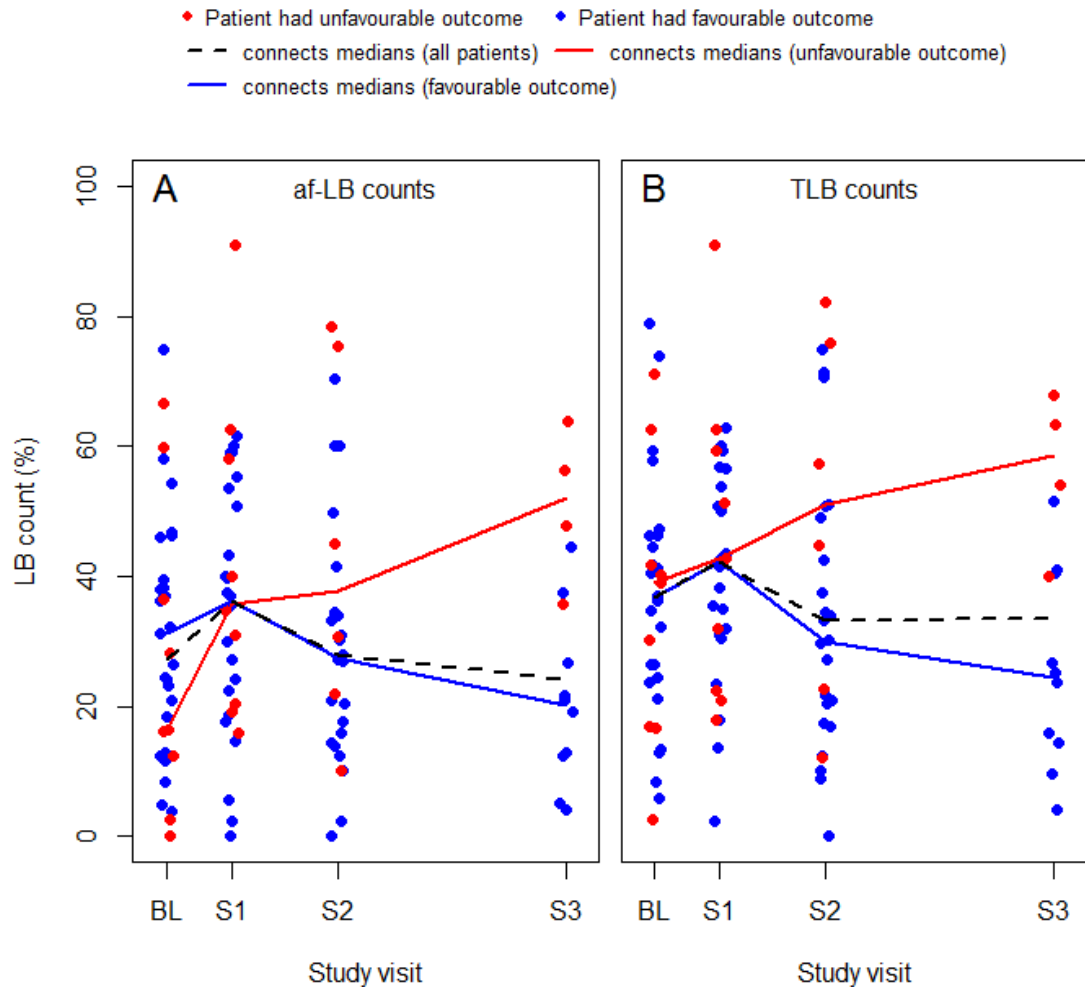 Patient had unfavourable outcome Patient had favourable outcome
connects medians (all patients) connects medians (unfavourable outcome)
connects medians (favourable outcome)
A af-LB counts
B TLB counts
LB count (%)
100
80
60
40
20
0
BL S1 S2 S3
BL S1 S2 S3
Study visit
Study visit